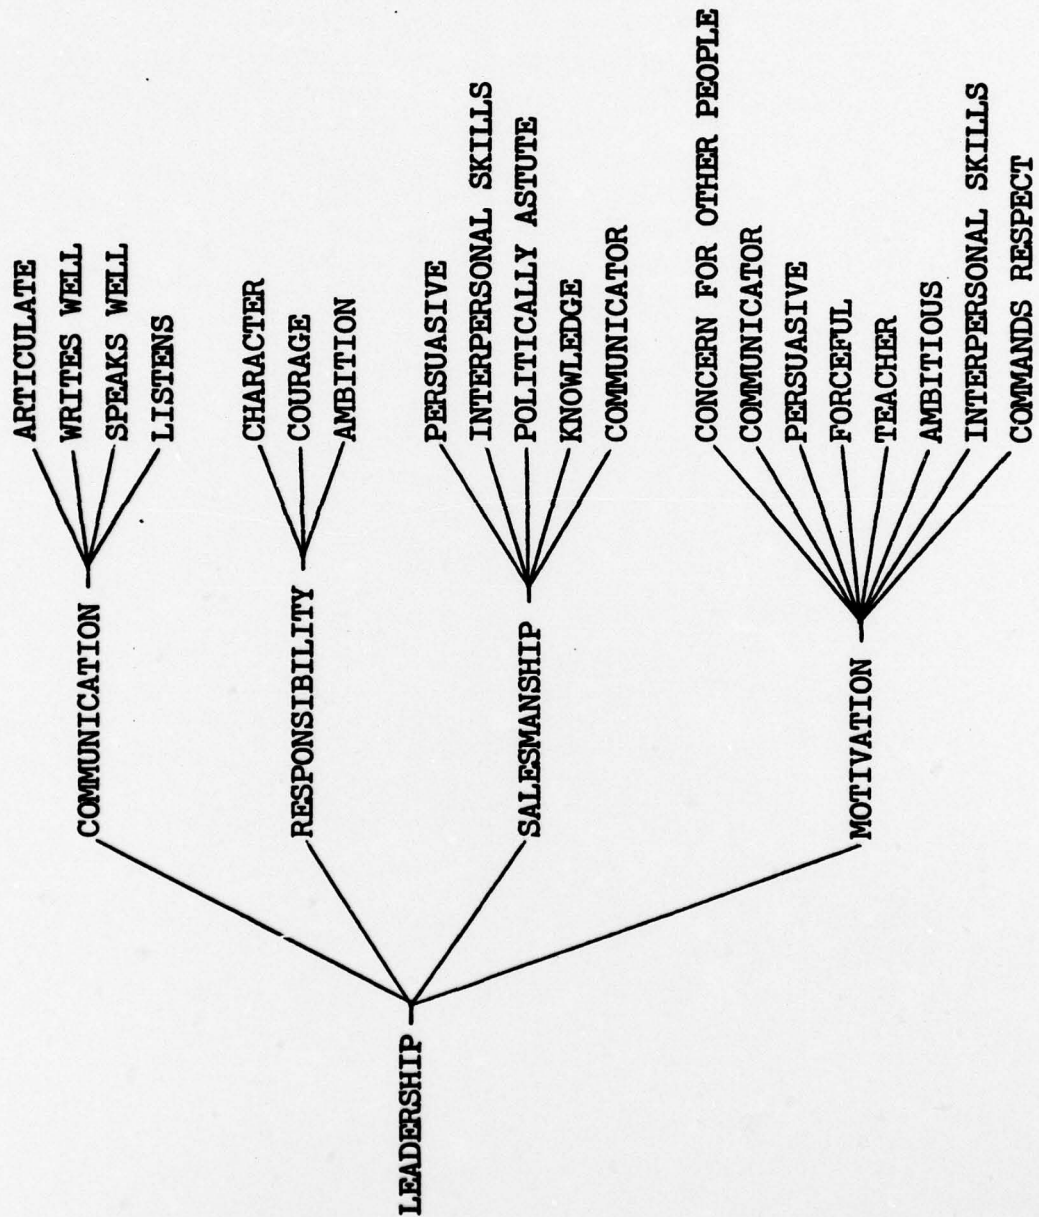 LEADERSHIP
COMMUNICATION
ARTICULATE
WRITES WELL
SPEAKS WELL
LISTENS
RESPONSIBILITY
CHARACTER
COURAGE
AMBITION
SALESMANSHIP
PERSUASIVE
INTERPERSONAL SKILLS
POLITICALLY ASTUTE
KNOWLEDGE
COMMUNICATOR
MOTIVATION
CONCERN FOR OTHER PEOPLE
COMMUNICATOR
PERSUASIVE
FORCEFUL
TEACHER
AMBITIOUS
INTERPERSONAL SKILLS
COMMANDS RESPECT